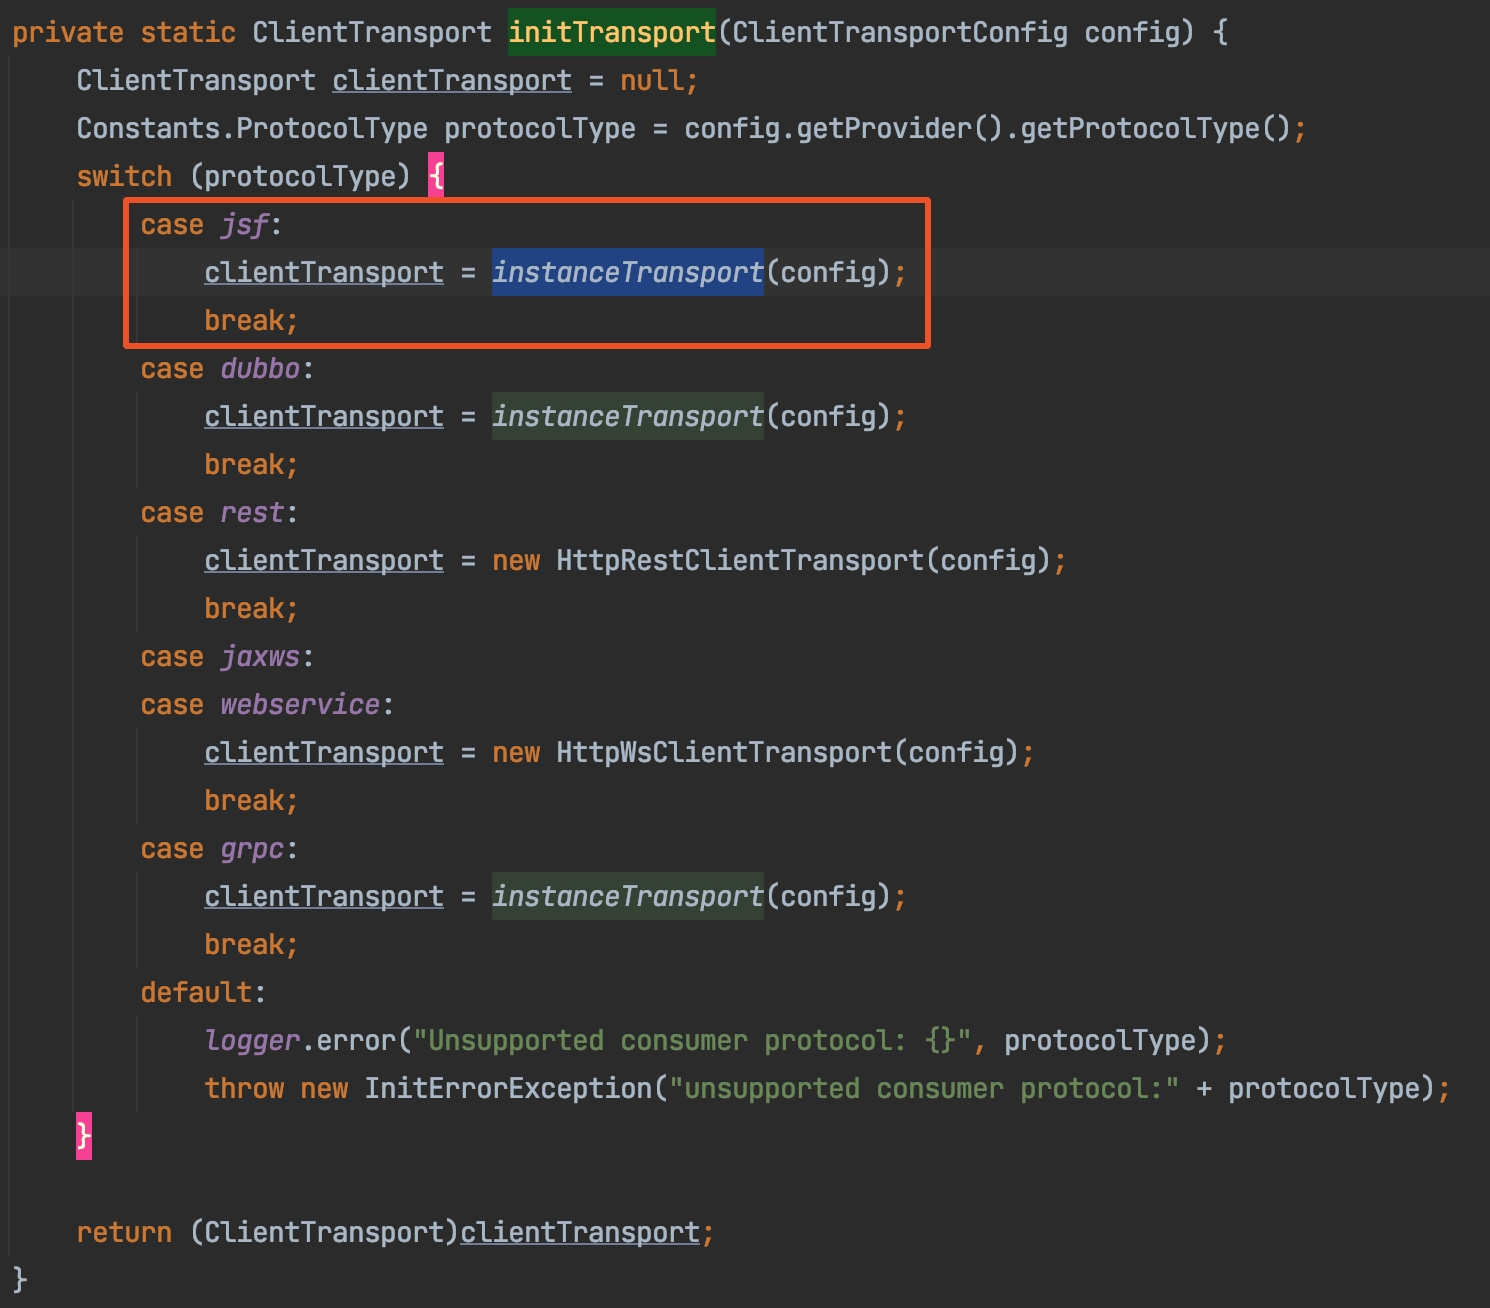 private static ClientTransport initTransport(ClientTransportConfig config) {
ClientTransport clientTransport = null;
Constants.ProtocolType protocolType = config.getProvider().getProtocolType();
switch (protocolType) {
case jsf:
clientTransport = instanceTransport(config);
break;
case dubbo:
clientTransport = instanceTransport(config);
break;
case rest:
clientTransport = new HttpRestClientTransport(config);
break;
case jaxws:
case webservice:
clientTransport = new HttpWsClientTransport(config);
break;
case grpc:
clientTransport = instanceTransport(config);
break;
default:
logger.error("Unsupported consumer protocol: {}", protocolType);
throw new InitErrorException("unsupported consumer protocol:" + protocolType);
}
return (ClientTransport)clientTransport;
}